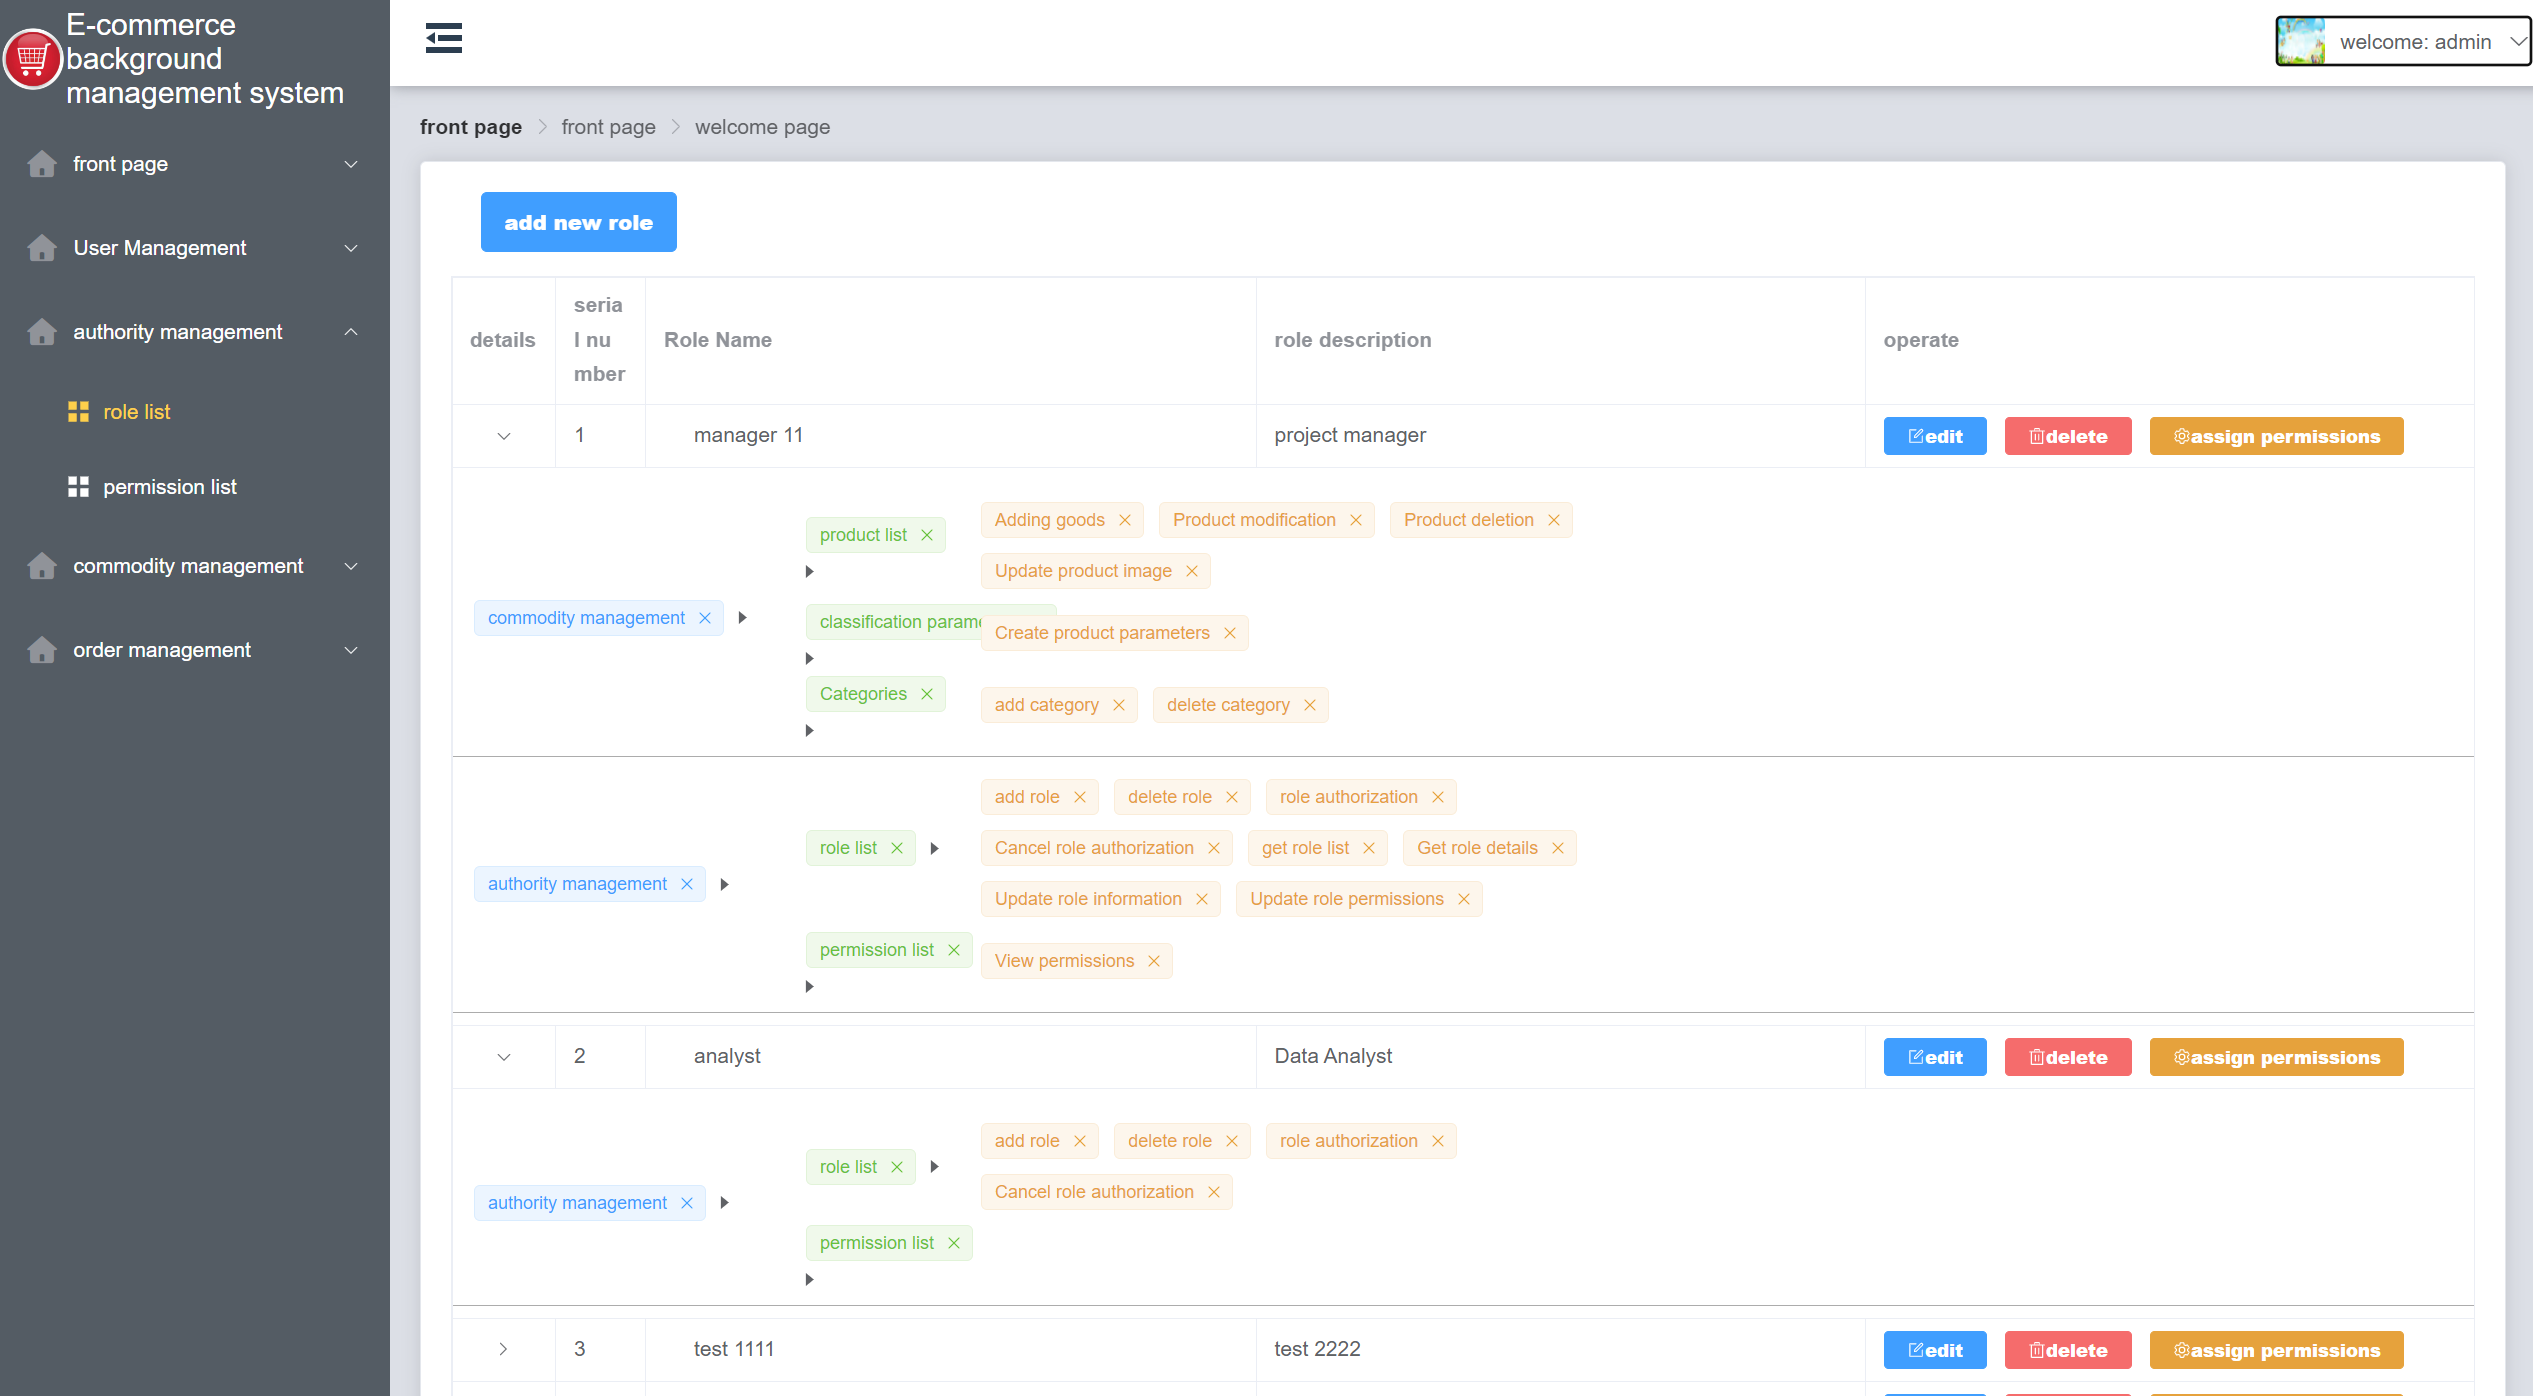 E-commerce
background
management system
welcome: admin
front page
User Management
authority management
role list
permission list
commodity management
order management
front page
front page
welcome page
add new role
details
seria
l nu
mber
Role Name
role description
operate
1
manager 11
project manager
edit
delete
assign permissions
commodity management
product list
Adding goods
Product modification
Product deletion
Update product image
classification parame
Create product parameters
Categories
add category
delete category
authority management
role list
add role
delete role
role authorization
Cancel role authorization
get role list
Get role details
Update role information
Update role permissions
permission list
View permissions
2
analyst
Data Analyst
edit
delete
assign permissions
authority management
role list
add role
delete role
role authorization
Cancel role authorization
permission list
3
test 1111
test 2222
edit
delete
assign permissions